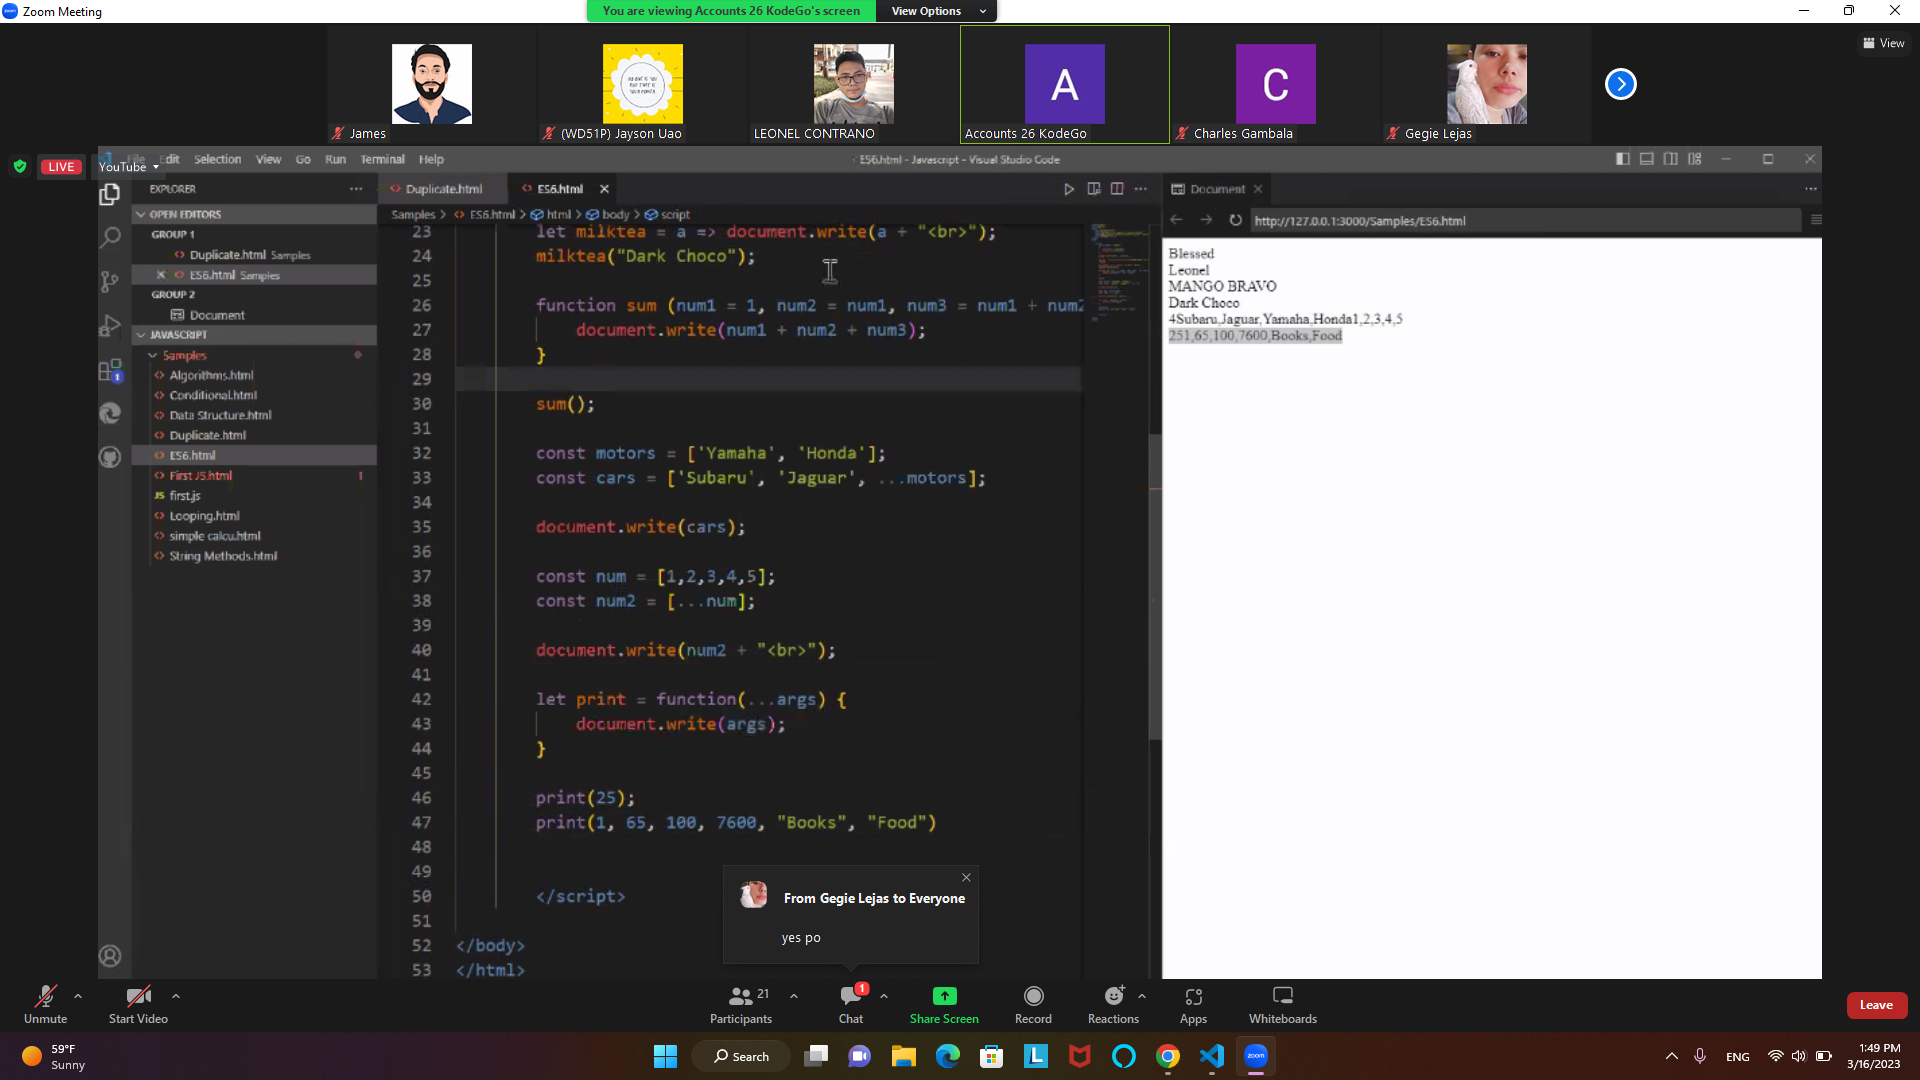 Zoom Meeting
You are viewing Accounts 26 KodeGo's screen
View Options
View
James
(WD51P) Jayson Uao
LEONEL CONTRANO
A
Accounts 26 KodeGo
C
Charles Gambala
Gegie Lejas
LIVE
YouTube
File Edit Selection View Go Run Terminal Help
ES6.html - Javascript - Visual Studio Code
EXPLORER
OPEN EDITORS
GROUP 1
Duplicate.html Samples
ES6.html Samples
GROUP 2
Document
JAVASCRIPT
Samples
Algorithms.html
Conditional.html
Data Structure.html
Duplicate.html
ES6.html
First JS.html 1
JS first.js
Looping.html
simple calcu.html
String Methods.html
1
Duplicate.html
ES6.html
Samples > ES6.html > html > body > script
23 let milktea = a => document.write(a + "<br>");
24 milktea("Dark Choco");
25
26 function sum (num1 = 1, num2 = num1, num3 = num1 + num2
27 document.write(num1 + num2 + num3);
28 }
29
30 sum();
31
32 const motors = ['Yamaha', 'Honda'];
33 const cars = ['Subaru', 'Jaguar', ...motors];
34
35 document.write(cars);
36
37 const num = [1,2,3,4,5];
38 const num2 = [...num];
39
40 document.write(num2 + "<br>");
41
42 let print = function(...args) {
43 document.write(args);
44 }
45
46 print(25);
47 print(1, 65, 100, 7600, "Books", "Food")
48
49
50 </script>
51
52 </body>
53 </html>
Document
http://127.0.0.1:3000/Samples/ES6.html
Blessed
Leonel
MANGO BRAVO
Dark Choco
4Subaru,Jaguar,Yamaha,Honda1,2,3,4,5
251,65,100,7600,Books,Food
From Gegie Lejas to Everyone
yes po
Unmute
Start Video
21
Participants
1
Chat
Share Screen
Record
Reactions
Apps
Whiteboards
Leave
59°F
Sunny
Search
L
zoom
ENG
1:49 PM
3/16/2023